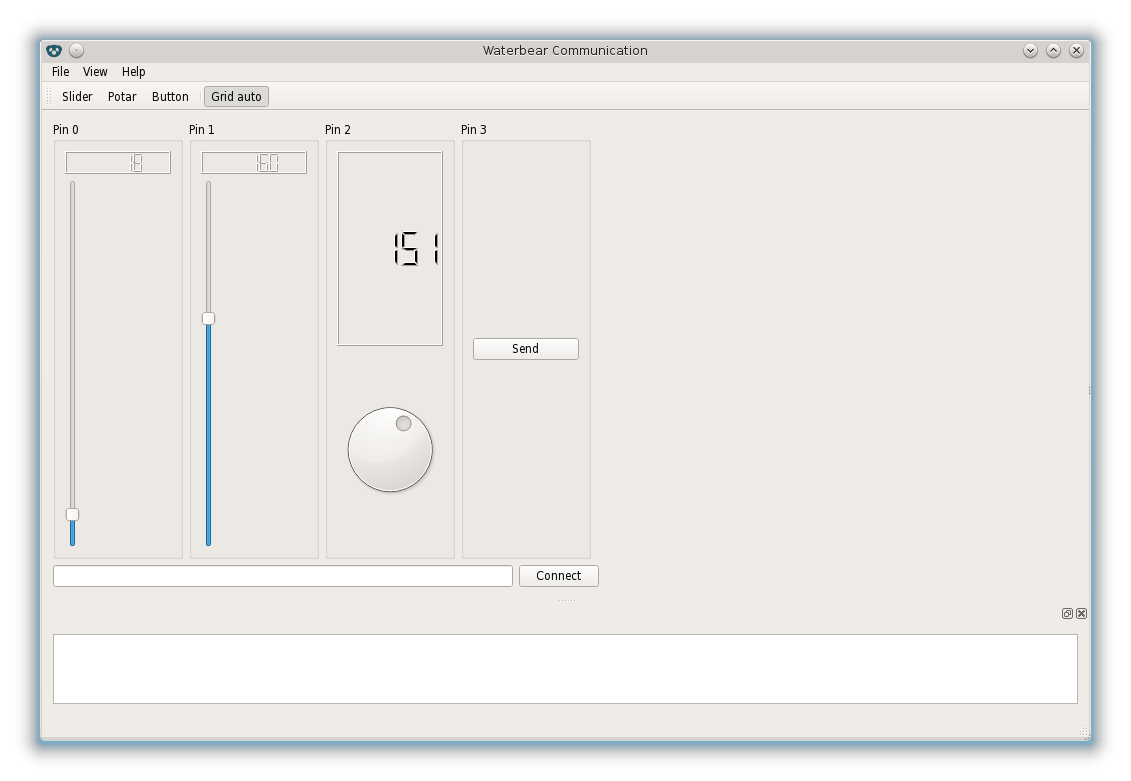 Waterbear Communication
File View Help
Slider Potar Button Grid auto
Pin 0 Pin 1 Pin 2 Pin 3
18 160
151
Send
Connect